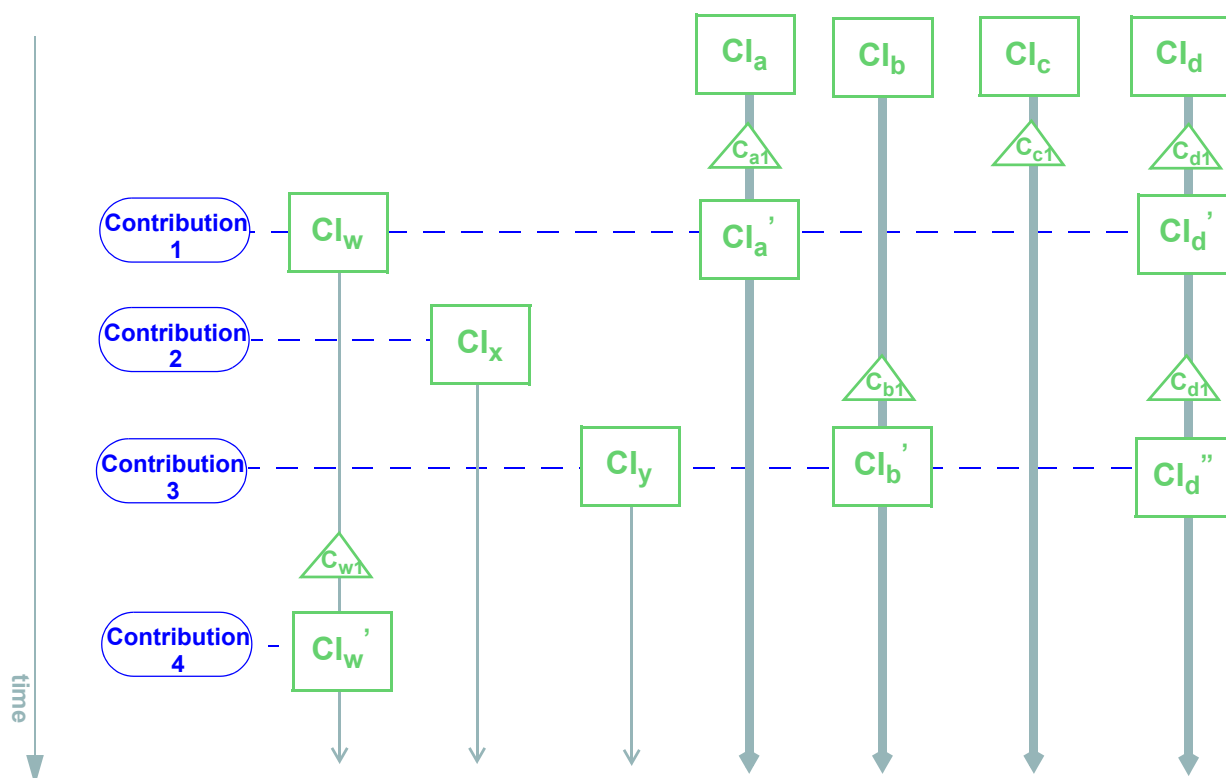 CIa CIb CIc CId
Ca1 Cc1 Cd1
Contribution
1
CIw CIa’ CId’
Contribution
2
CIx
Cb1 Cd1
Contribution
3
CIy CIb’ CId”
Cw1
Contribution
4
CIw’
time